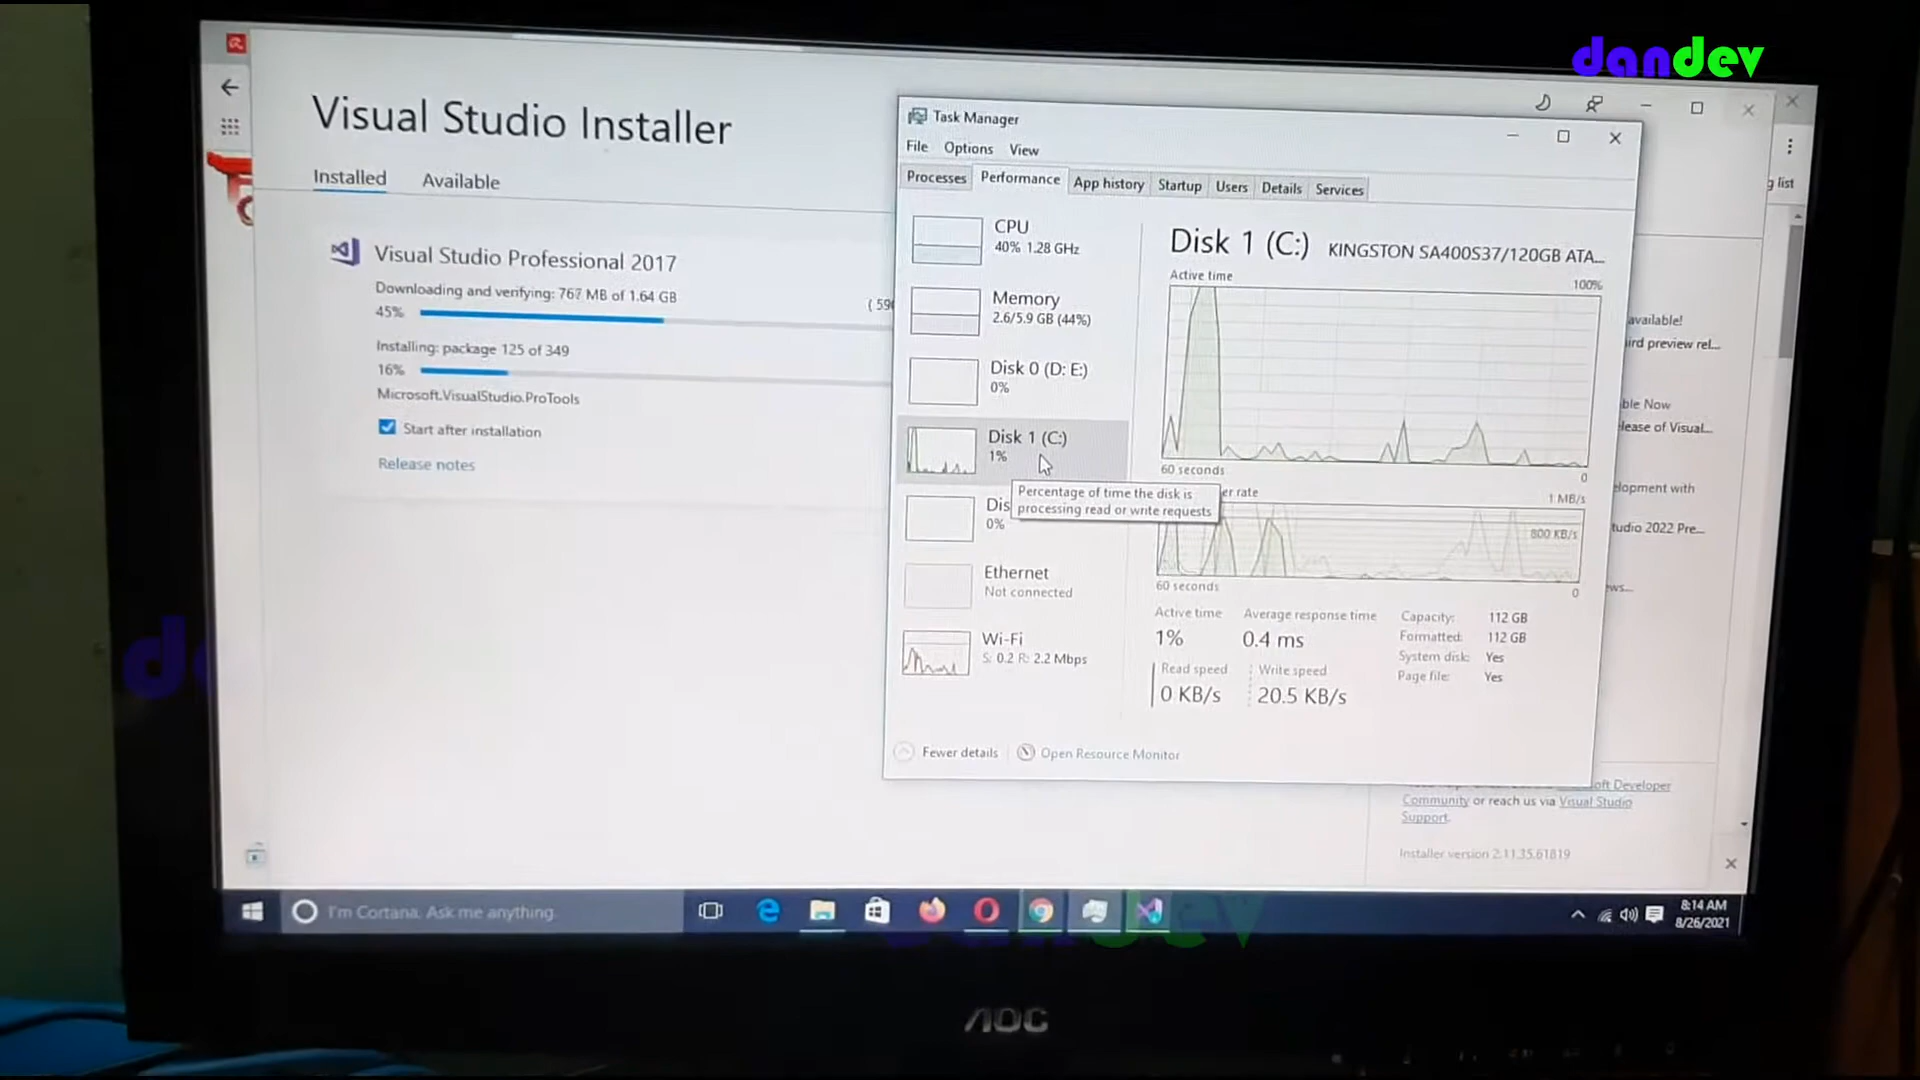 dandev
Visual Studio Installer
Installed
Available
Visual Studio Professional 2017
Downloading and verifying: 767 MB of 1.64 GB
( 590
45%
Installing: package 125 of 349
16%
Microsoft.VisualStudio.ProTools
Start after installation
Release notes
Task Manager
File Options View
Processes Performance App history Startup Users Details Services
CPU
40% 1.28 GHz
Memory
2.6/5.9 GB (44%)
Disk 0 (D: E:)
0%
Disk 1 (C:)
1%
Percentage of time the disk is
processing read or write requests
Dis
0%
Ethernet
Not connected
Wi-Fi
S: 0.2 R: 2.2 Mbps
Disk 1 (C:) KINGSTON SA400S37/120GB ATA...
Active time 100%
60 seconds 0
er rate 1 MB/s
800 KB/s
60 seconds 0
Active time Average response time
1% 0.4 ms
Read speed Write speed
0 KB/s 20.5 KB/s
Capacity: 112 GB
Formatted: 112 GB
System disk: Yes
Page file: Yes
Fewer details Open Resource Monitor
g list
available!
ird preview rel...
ble Now
lease of Visual...
elopment with
tudio 2022 Pre...
ws...
oft Developer
Community or reach us via Visual Studio
Support.
Installer version 2.11.35.61819
I'm Cortana. Ask me anything.
8:14 AM
8/26/2021
AOC